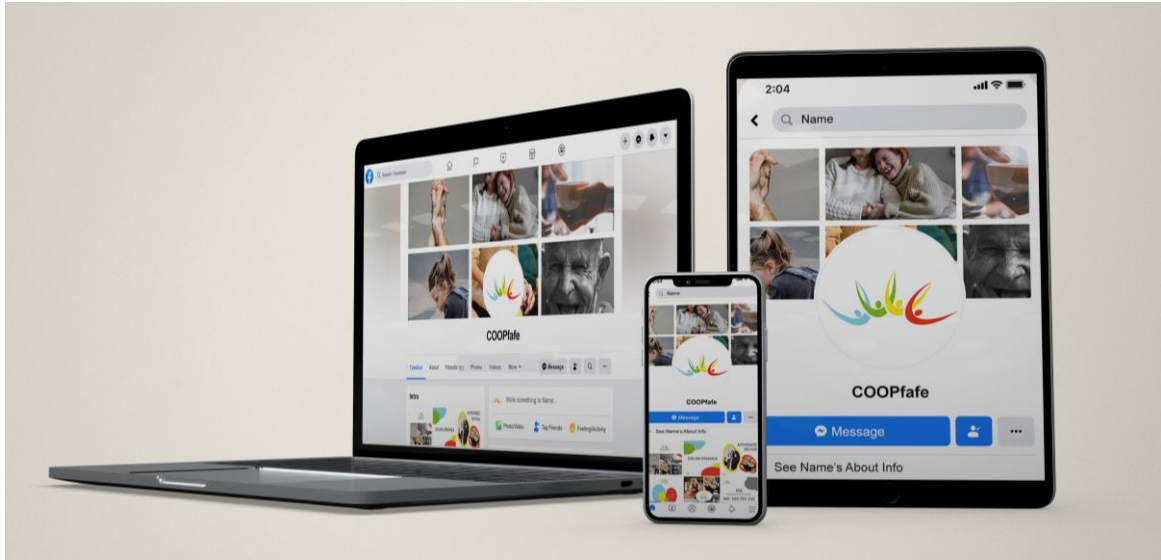 Search Facebook
COOPfafe
Timeline About Friends Photos Videos More Message
Intro
Write something to Name...
Photo/Video Tag Friends Feeling/Activity
Name
COOPfafe
Message
See Name's About Info
2:04
Name
COOPfafe
Message
See Name's About Info